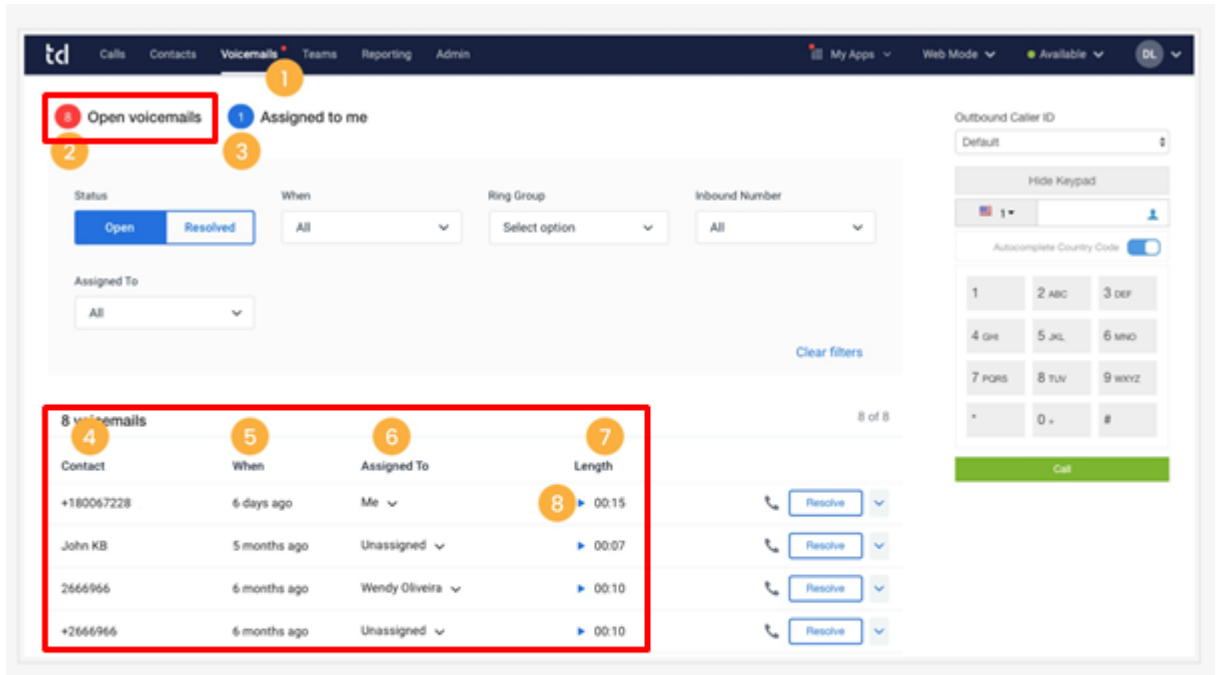 td Calls Contacts Voicemails Teams Reporting Admin My Apps Web Mode Available DL
1
8 Open voicemails 1 Assigned to me
2 3
Outbound Caller ID
Default
Hide Keypad
1
Autocomplete Country Code
Status When Ring Group Inbound Number
Open Resolved All Select option All
Assigned To
All
Clear filters
1 2 ABC 3 DEF
4 GHI 5 JKL 6 MNO
7 PQRS 8 TUV 9 WXYZ
* 0 + #
Call
8 voicemails 8 of 8
4 5 6 7
Contact When Assigned To Length
8
+180067228 6 days ago Me 00:15 Resolve
John KB 5 months ago Unassigned 00:07 Resolve
2666966 6 months ago Wendy Oliveira 00:10 Resolve
+2666966 6 months ago Unassigned 00:10 Resolve